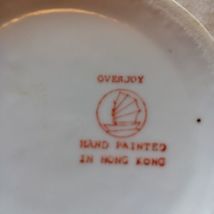 OVERJOY
HAND PAINTED
IN HONG KONG